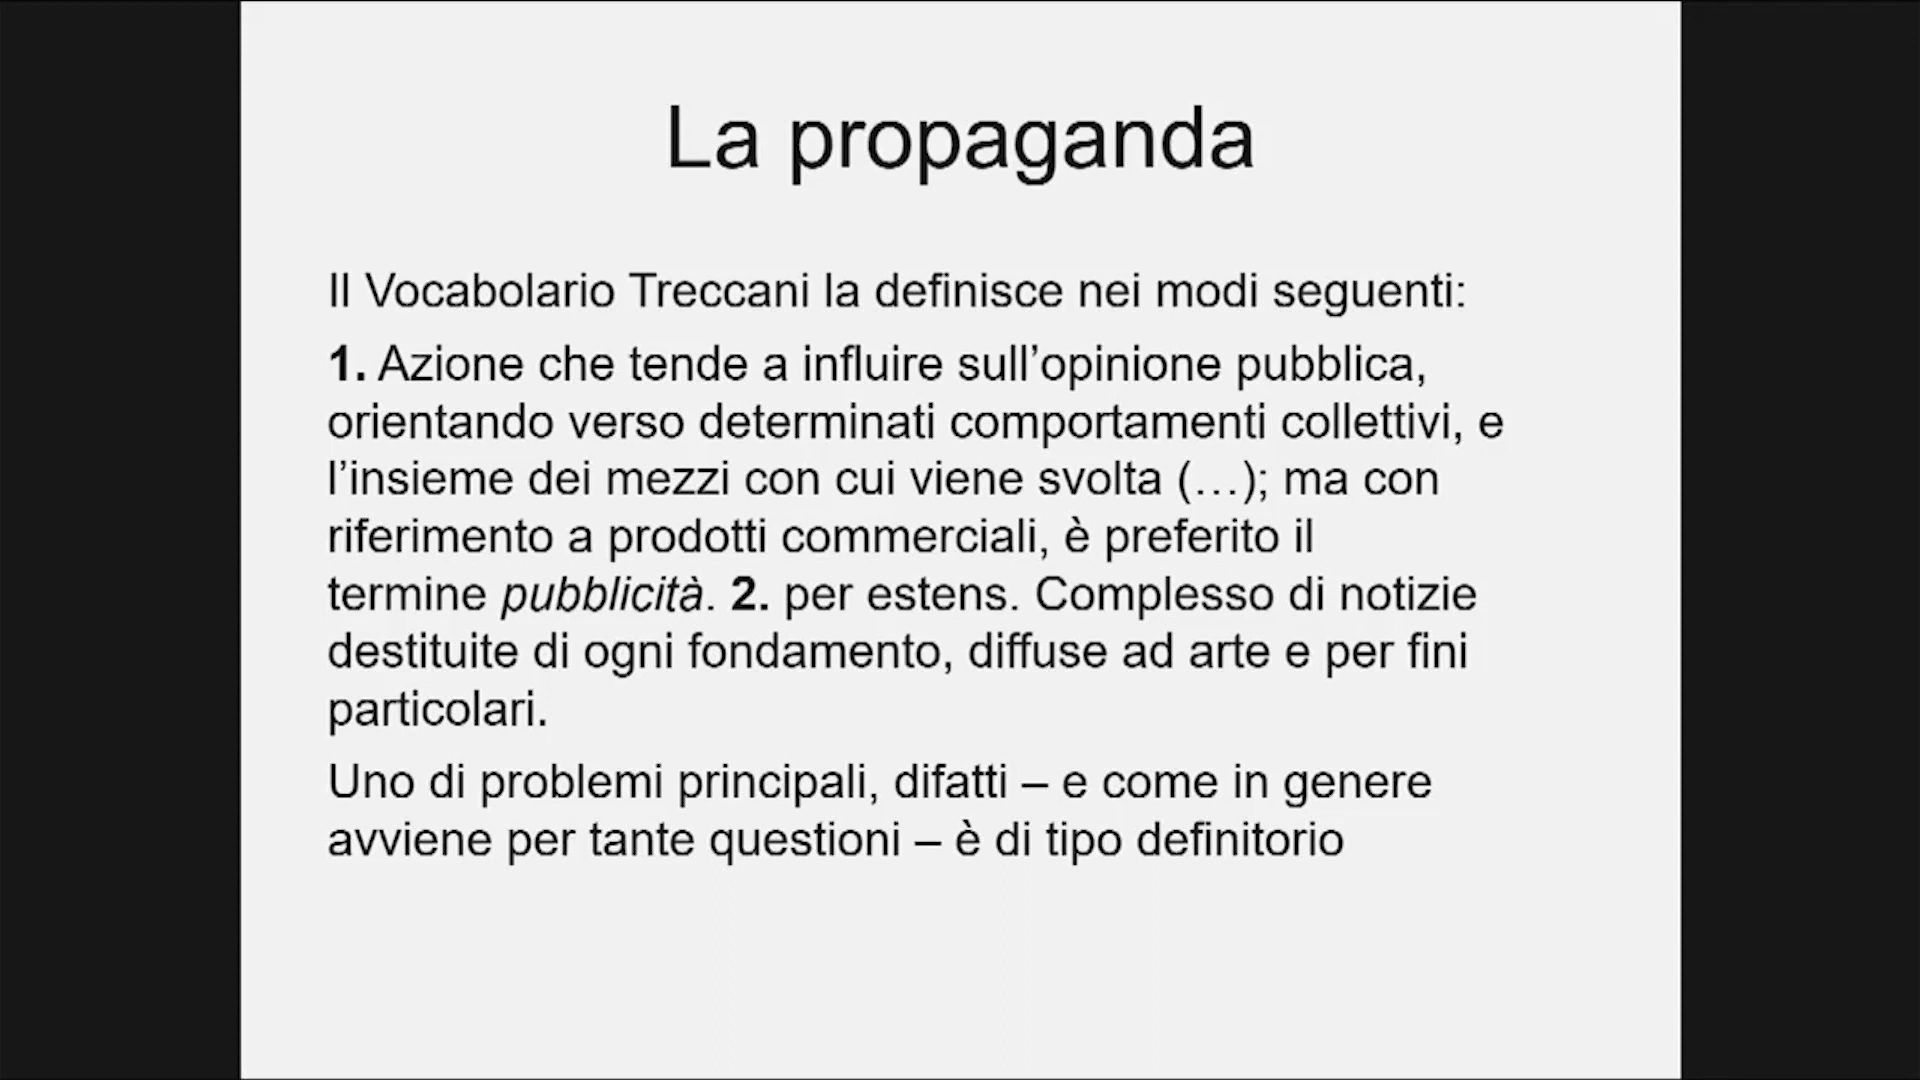 La propaganda
Il Vocabolario Treccani la definisce nei modi seguenti:
1. Azione che tende a influire sull’opinione pubblica,
orientando verso determinati comportamenti collettivi, e
l’insieme dei mezzi con cui viene svolta (…); ma con
riferimento a prodotti commerciali, è preferito il
termine pubblicità. 2. per estens. Complesso di notizie
destituite di ogni fondamento, diffuse ad arte e per fini
particolari.
Uno di problemi principali, difatti – e come in genere
avviene per tante questioni – è di tipo definitorio